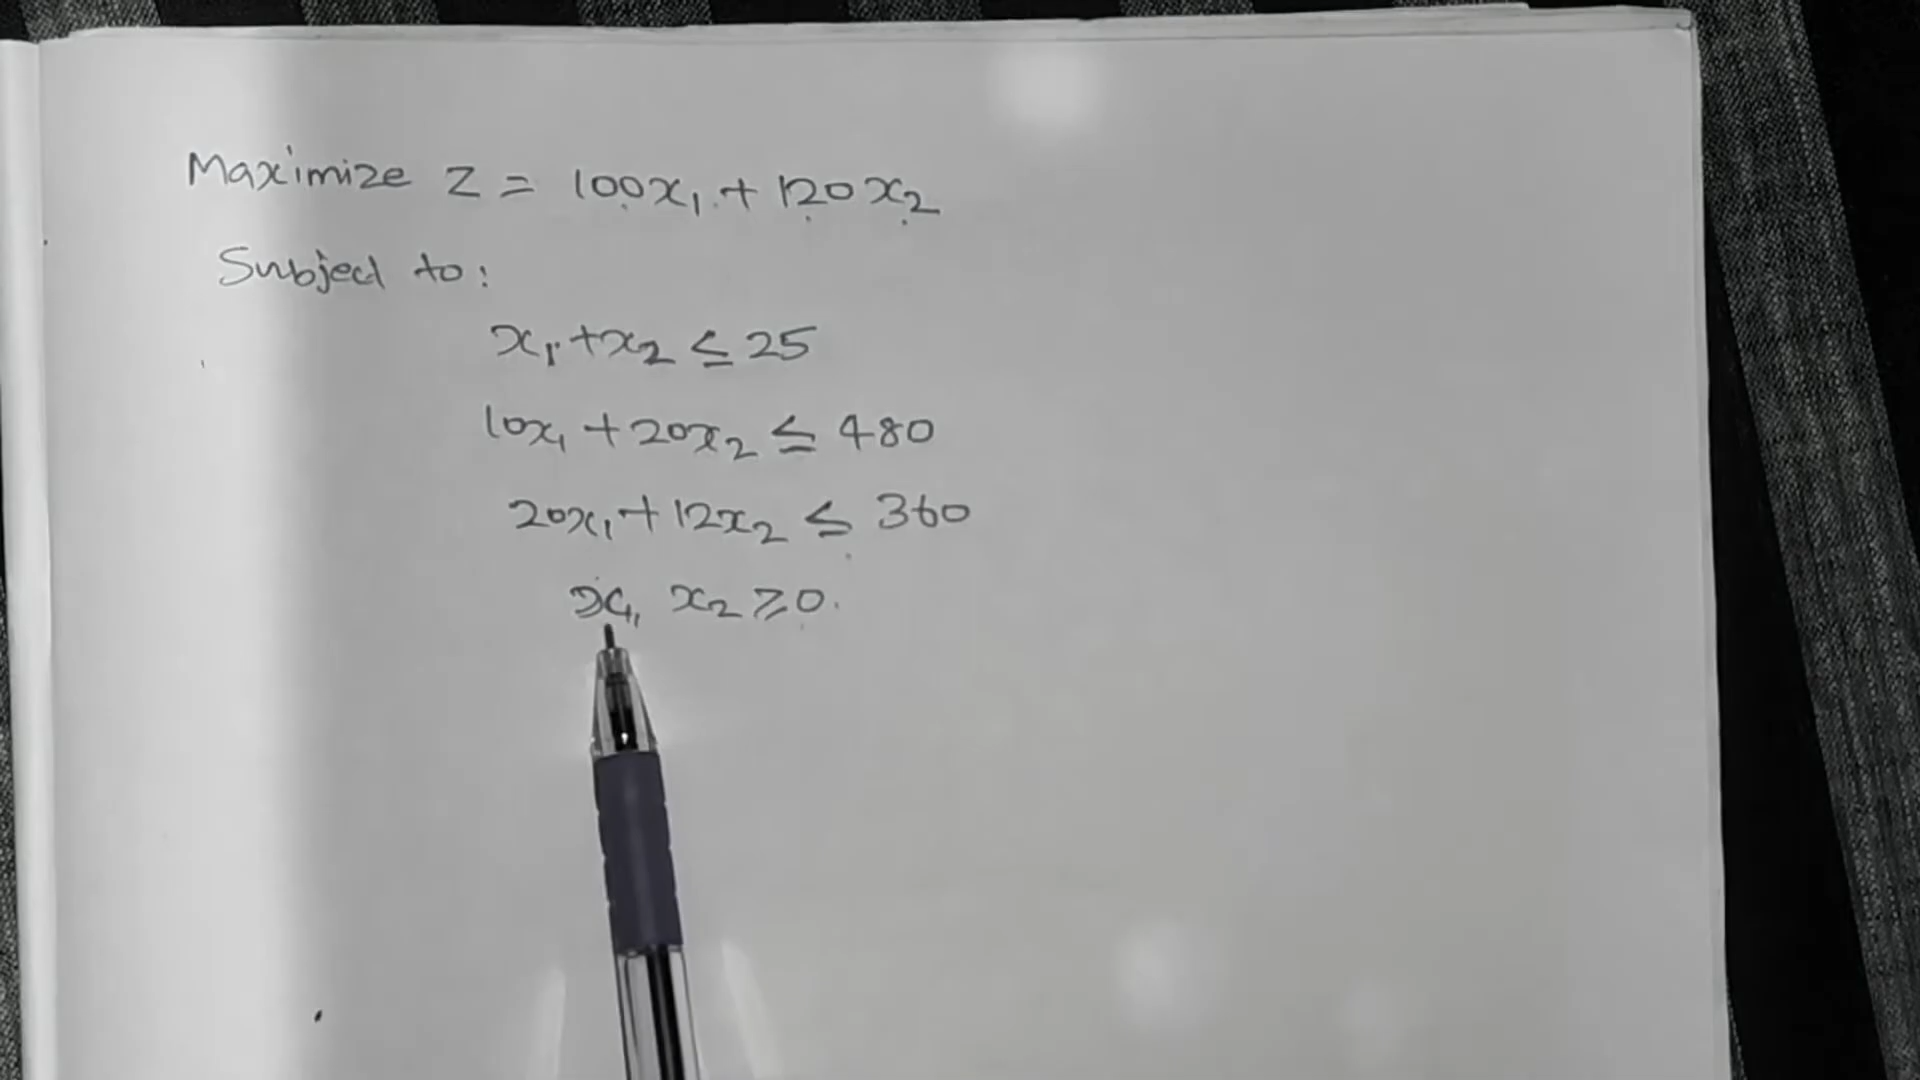 Maximize Z = 100x₁ + 120x₂
Subject to:
x₁ + x₂ ≤ 25
10x₁ + 20x₂ ≤ 480
20x₁ + 12x₂ ≤ 360
x₁, x₂ ≥ 0.